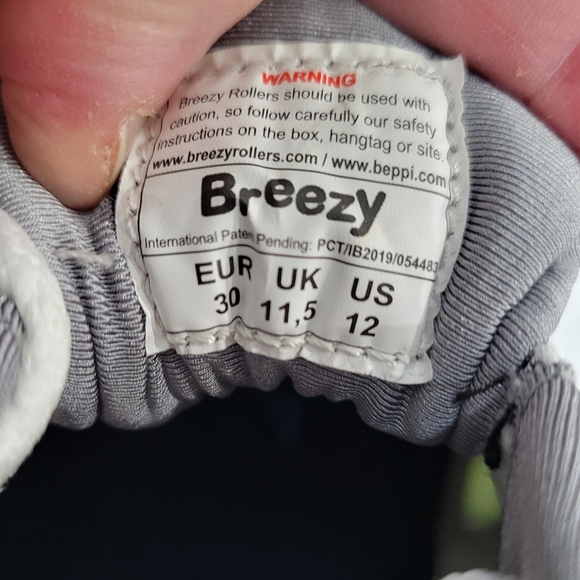 WARNING
Breezy Rollers should be used with
caution, so follow carefully our safety
instructions on the box, hangtag or site:
www.breezyrollers.com / www.beppi.com
Breezy
International Patent Pending: PCT/IB2019/054483
EUR UK US
30 11,5 12